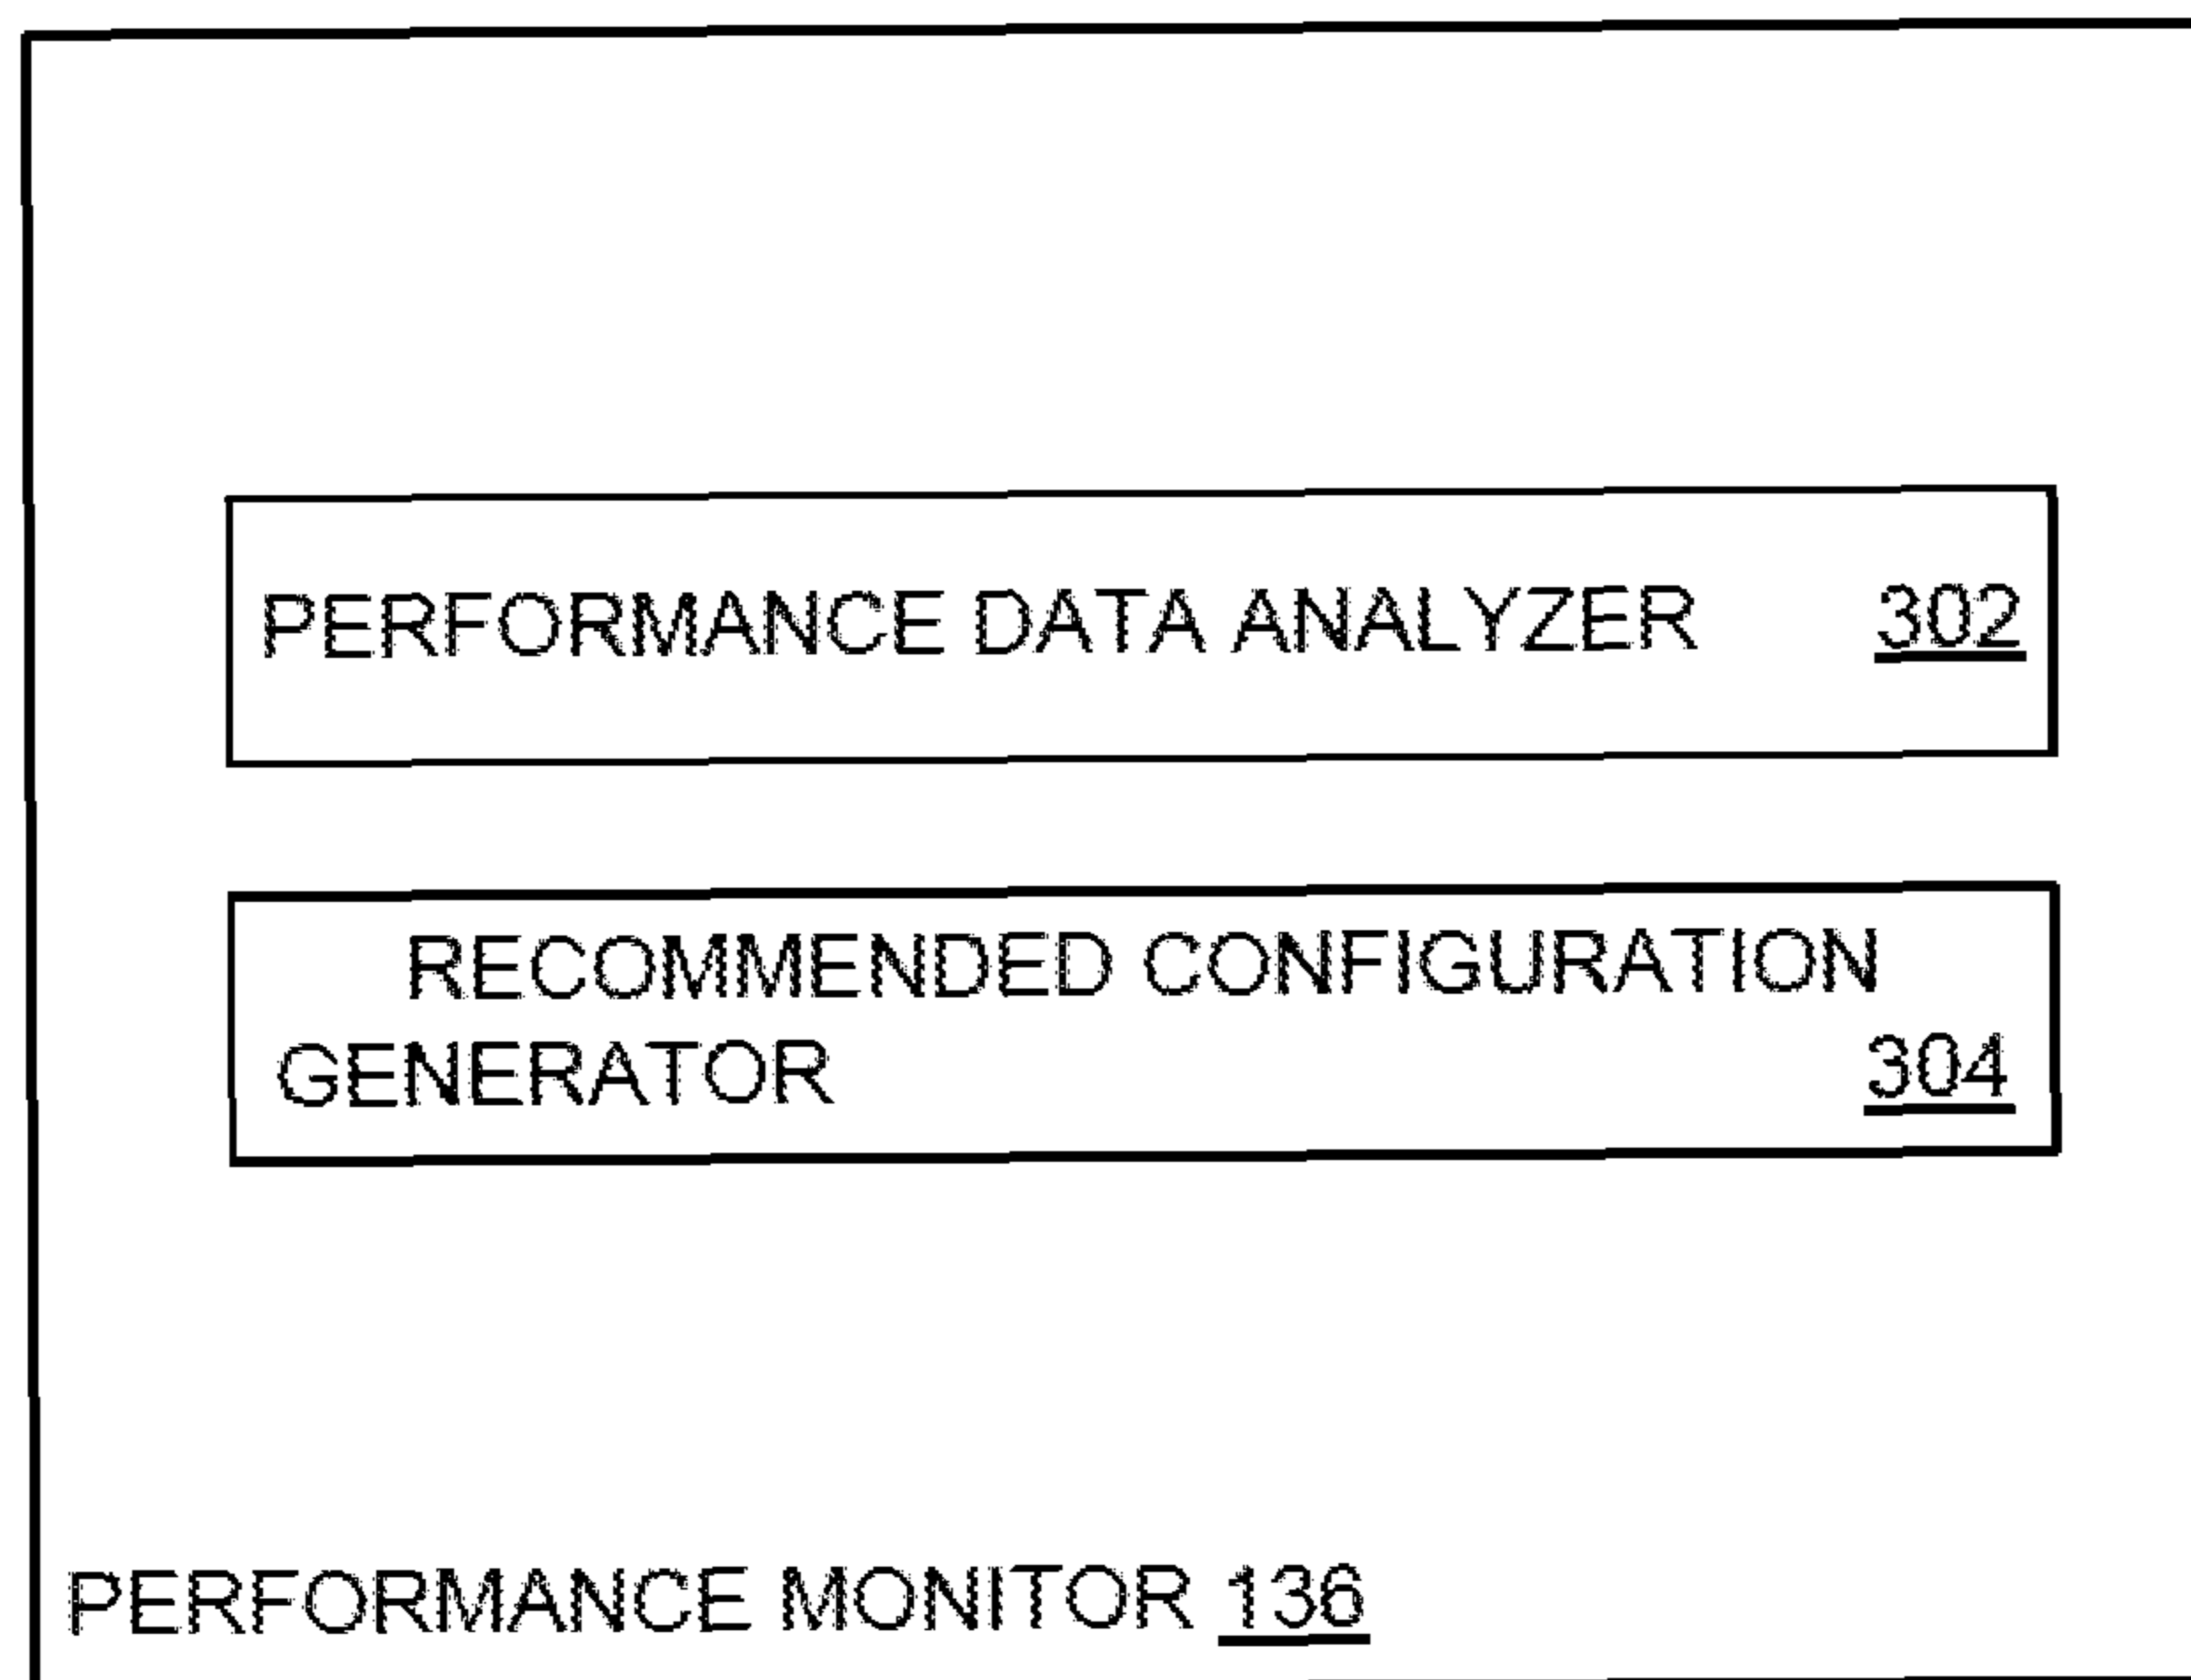 PERFORMANCE DATA ANALYZER 302
RECOMMENDED CONFIGURATION
GENERATOR 304
PERFORMANCE MONITOR 136